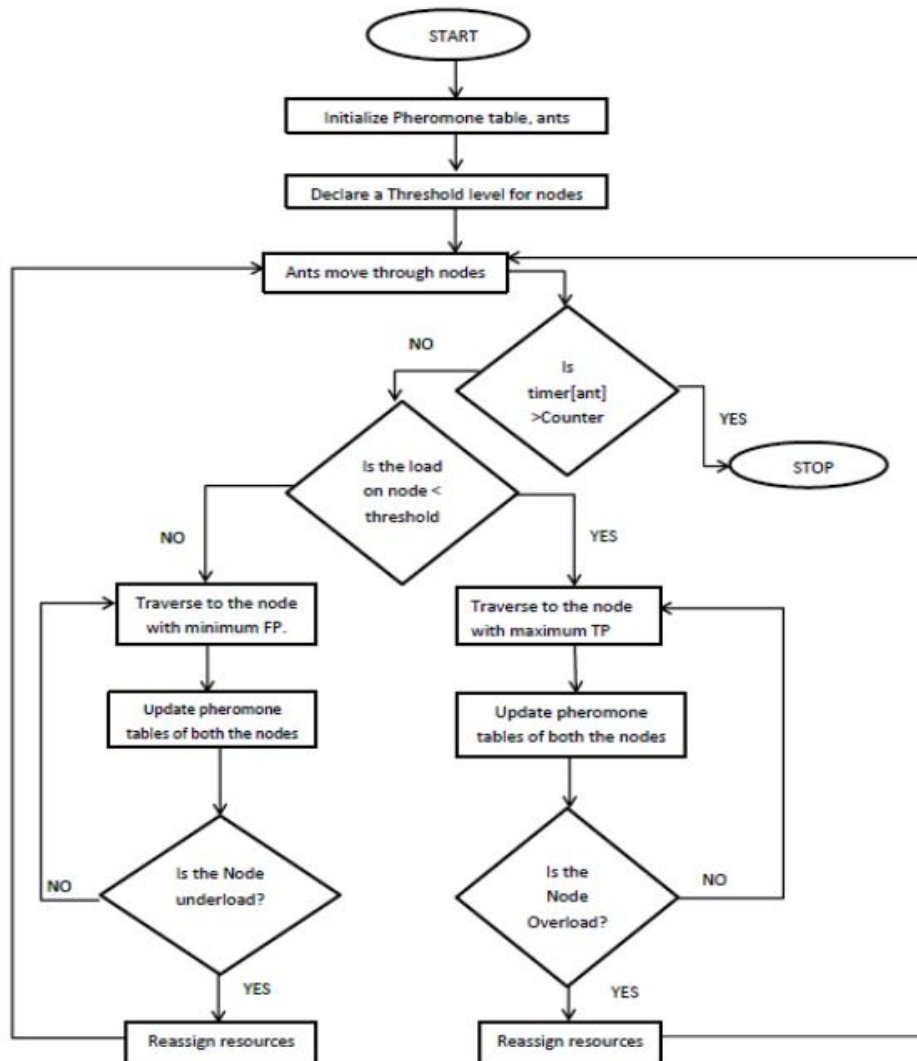 START
Initialize Pheromone table, ants
Declare a Threshold level for nodes
Ants move through nodes
NO
Is
timer[ant]
>Counter
YES
STOP
Is the load
on node <
threshold
NO
YES
Traverse to the node
with minimum FP.
Traverse to the node
with maximum TP
Update pheromone
tables of both the nodes
Update pheromone
tables of both the nodes
Is the Node
underload?
NO
Is the
Node
Overload?
NO
YES
YES
Reassign resources
Reassign resources